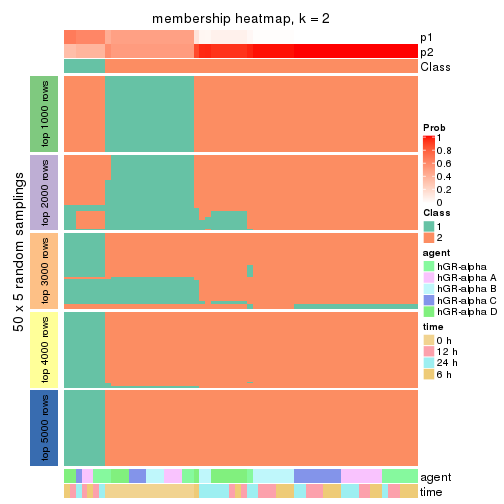 membership heatmap, k = 2
p1
p2
Class
50 x 5 random samplings
top 1000 rows
top 2000 rows
top 3000 rows
top 4000 rows
top 5000 rows
agent
time
Prob
1
0.8
0.6
0.4
0.2
0
Class
1
2
agent
hGR-alpha
hGR-alpha A
hGR-alpha B
hGR-alpha C
hGR-alpha D
time
0 h
12 h
24 h
6 h